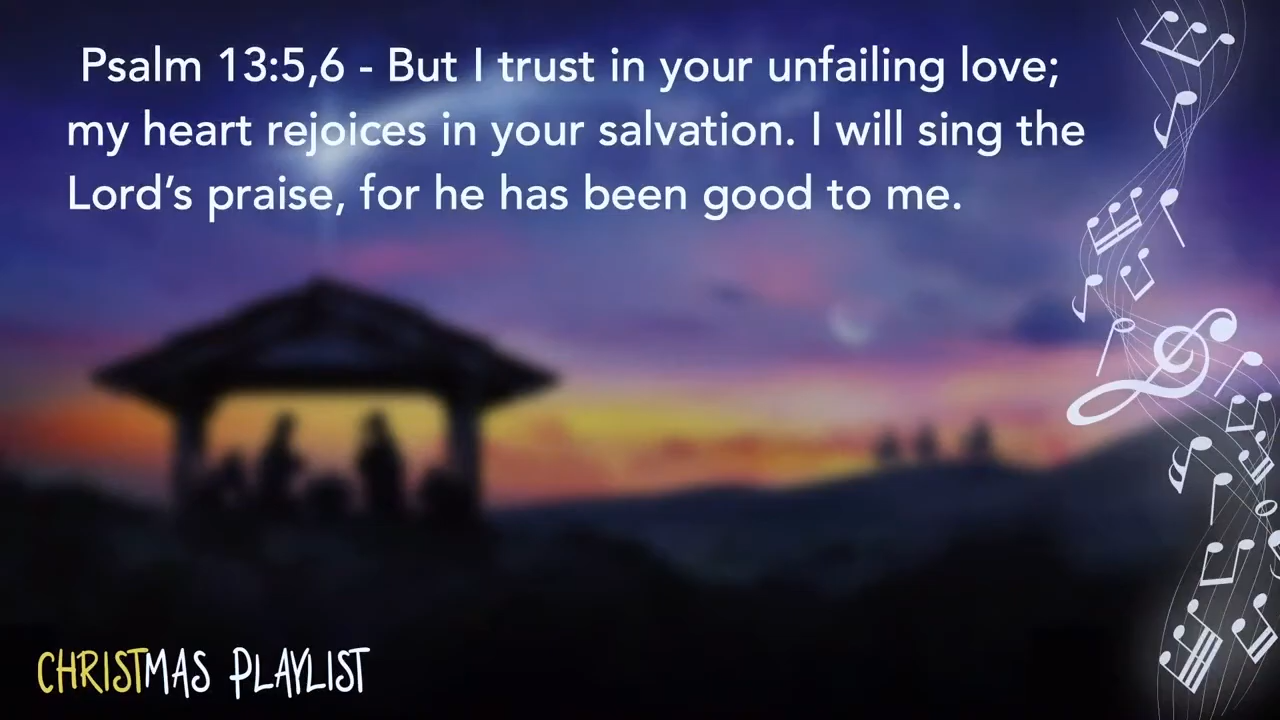 Psalm 13:5,6 - But I trust in your unfailing love;
my heart rejoices in your salvation. I will sing the
Lord’s praise, for he has been good to me.
CHRISTMAS PLAYLIST